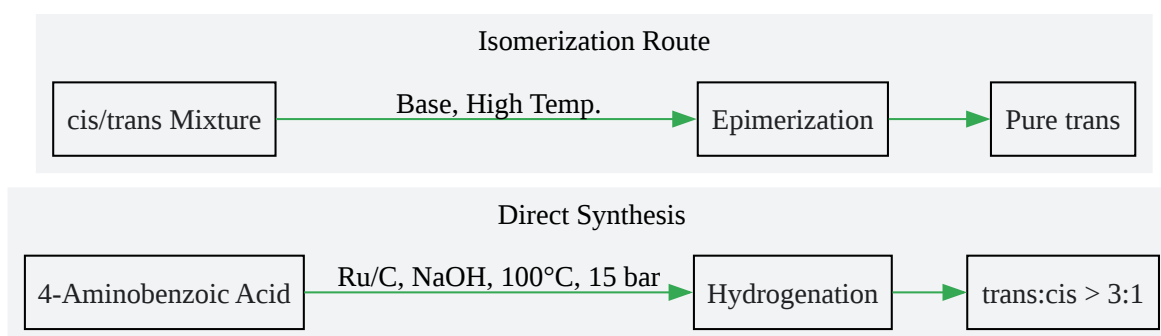 Isomerization Route
cis/trans Mixture
Base, High Temp.
Epimerization
Pure trans
Direct Synthesis
4-Aminobenzoic Acid
Ru/C, NaOH, 100°C, 15 bar
Hydrogenation
trans:cis > 3:1